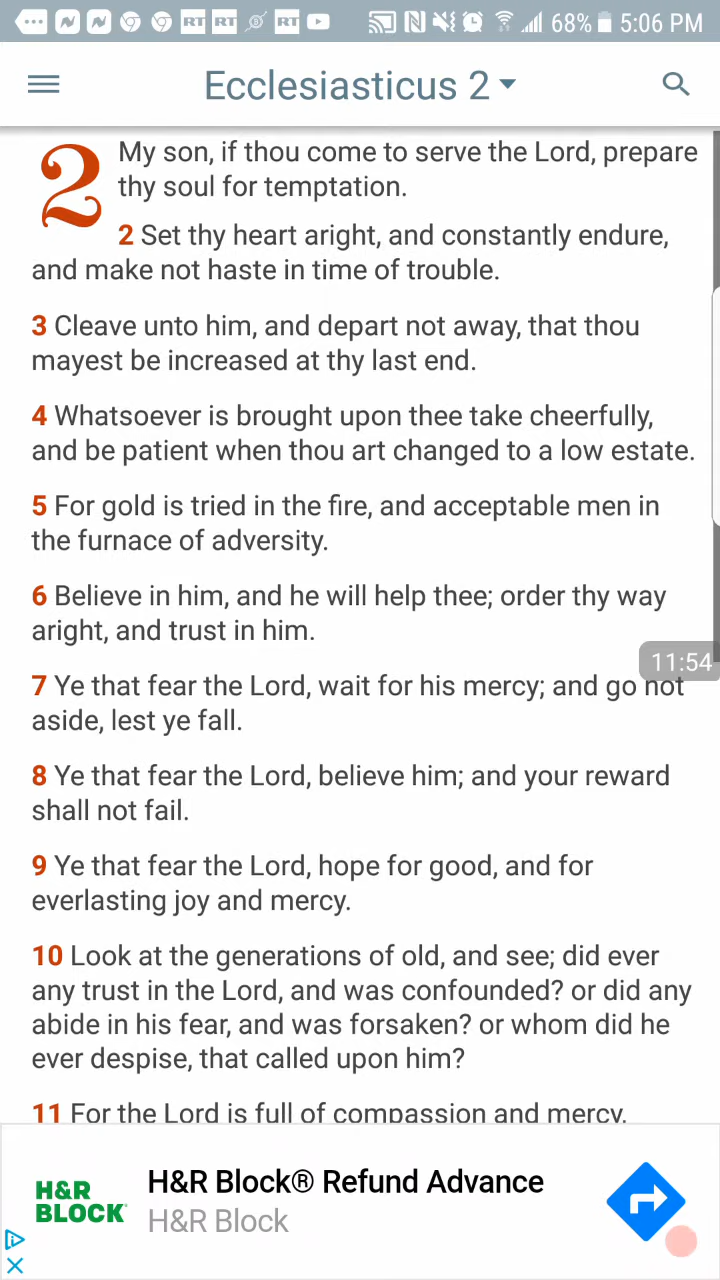 RT RT RT 68% 5:06 PM
Ecclesiasticus 2
2 My son, if thou come to serve the Lord, prepare
thy soul for temptation.
2 Set thy heart aright, and constantly endure,
and make not haste in time of trouble.
3 Cleave unto him, and depart not away, that thou
mayest be increased at thy last end.
4 Whatsoever is brought upon thee take cheerfully,
and be patient when thou art changed to a low estate.
5 For gold is tried in the fire, and acceptable men in
the furnace of adversity.
6 Believe in him, and he will help thee; order thy way
aright, and trust in him.
11:54
7 Ye that fear the Lord, wait for his mercy; and go not
aside, lest ye fall.
8 Ye that fear the Lord, believe him; and your reward
shall not fail.
9 Ye that fear the Lord, hope for good, and for
everlasting joy and mercy.
10 Look at the generations of old, and see; did ever
any trust in the Lord, and was confounded? or did any
abide in his fear, and was forsaken? or whom did he
ever despise, that called upon him?
11 For the Lord is full of compassion and mercy,
H&R BLOCK
H&R Block® Refund Advance
H&R Block